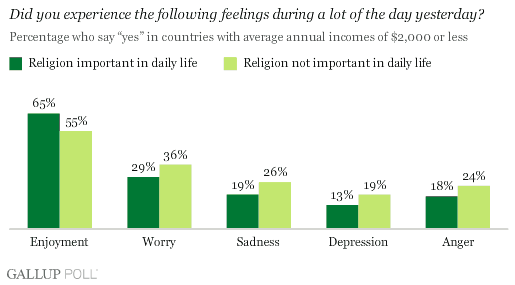 Did you experience the following feelings during a lot of the day yesterday?
Percentage who say “yes” in countries with average annual incomes of $2,000 or less
Religion important in daily life Religion not important in daily life
65% 55% 29% 36% 19% 26% 13% 19% 18% 24%
Enjoyment Worry Sadness Depression Anger
GALLUP POLL